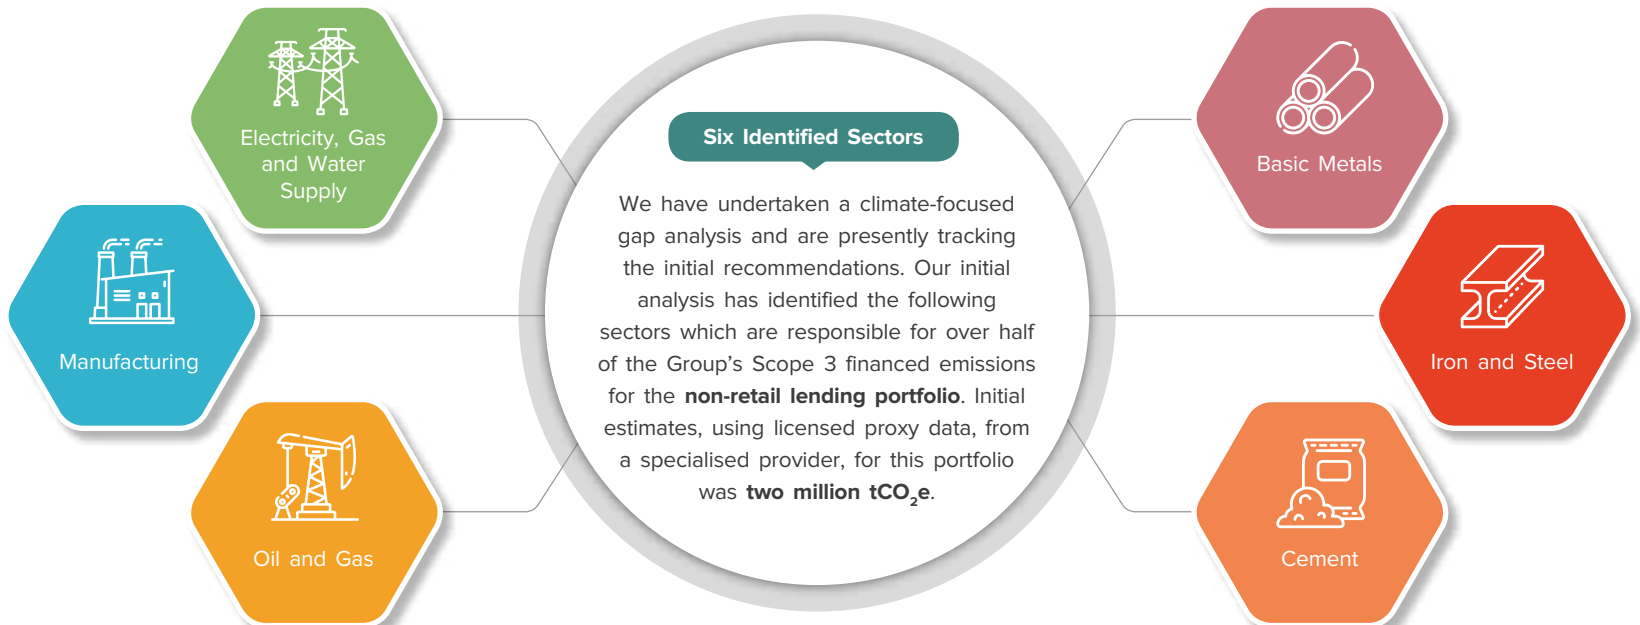 Electricity, Gas
and Water
Supply
Manufacturing
Oil and Gas
Six Identified Sectors
We have undertaken a climate-focused
gap analysis and are presently tracking
the initial recommendations. Our initial
analysis has identified the following
sectors which are responsible for over half
of the Group’s Scope 3 financed emissions
for the non-retail lending portfolio. Initial
estimates, using licensed proxy data, from
a specialised provider, for this portfolio
was two million tCO₂e.
Basic Metals
Iron and Steel
Cement